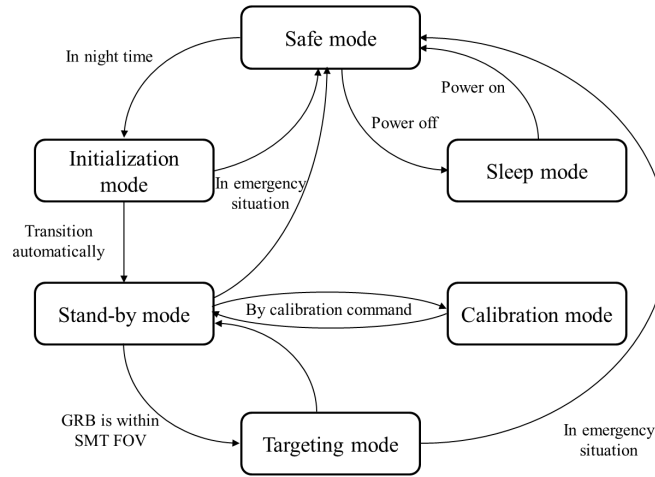 Safe mode
In night time
Power on
Power off
Initialization
mode
Sleep mode
In emergency
situation
Transition
automatically
Stand-by mode
By calibration command
Calibration mode
GRB is within
SMT FOV
Targeting mode
In emergency
situation